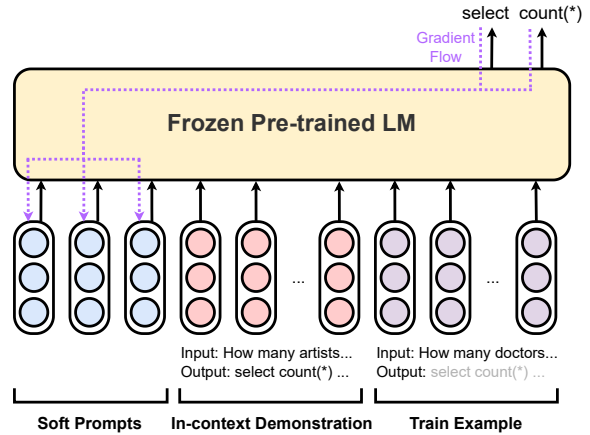 select count(*)
Gradient
Flow
Frozen Pre-trained LM
... ...
Input: How many artists...
Output: select count(*) ...
Input: How many doctors...
Output: select count(*) ...
Soft Prompts
In-context Demonstration
Train Example